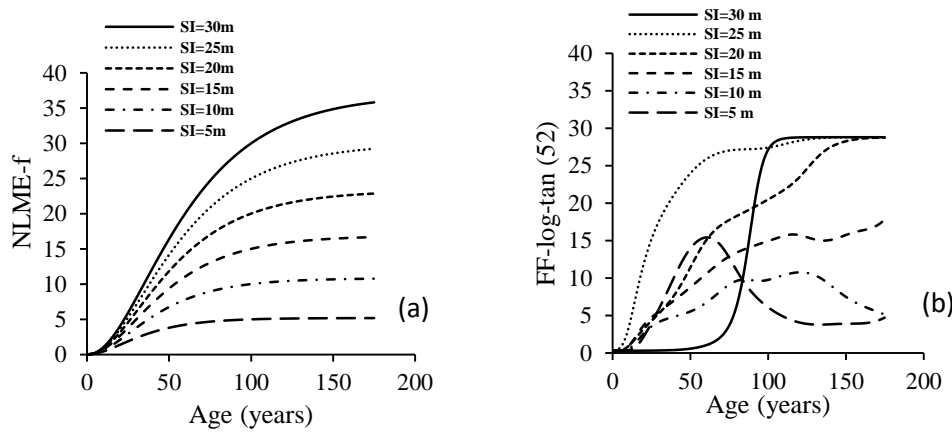 SI=30m
SI=25m
SI=20m
SI=15m
SI=10m
SI=5m
NLME-f
40
35
30
25
20
15
10
5
0
0 50 100 150 200
Age (years)
(a)
SI=30 m
SI=25 m
SI=20 m
SI=15 m
SI=10 m
SI=5 m
FF-log-tan (52)
40
35
30
25
20
15
10
5
0
0 50 100 150 200
Age (years)
(b)